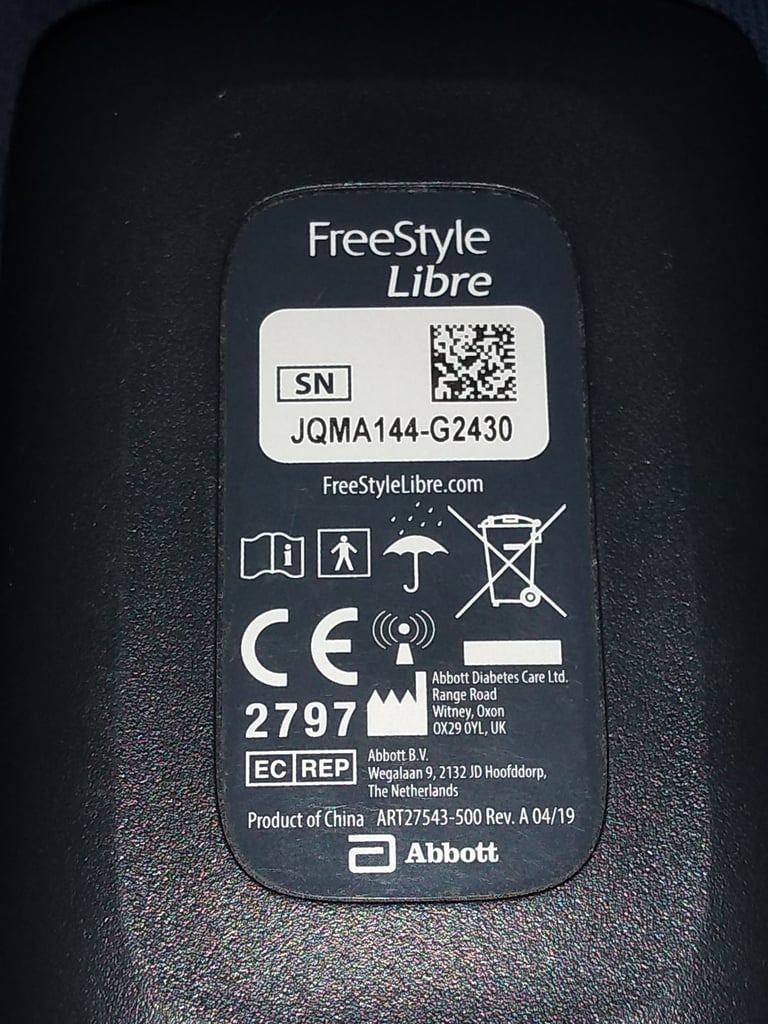 FreeStyle
Libre
SN
JQMA144-G2430
FreeStyleLibre.com
i
CE
2797
Abbott Diabetes Care Ltd.
Range Road
Witney, Oxon
OX29 0YL, UK
EC REP
Abbott B.V.
Wegalaan 9, 2132 JD Hoofddorp,
The Netherlands
Product of China ART27543-500 Rev. A 04/19
Abbott